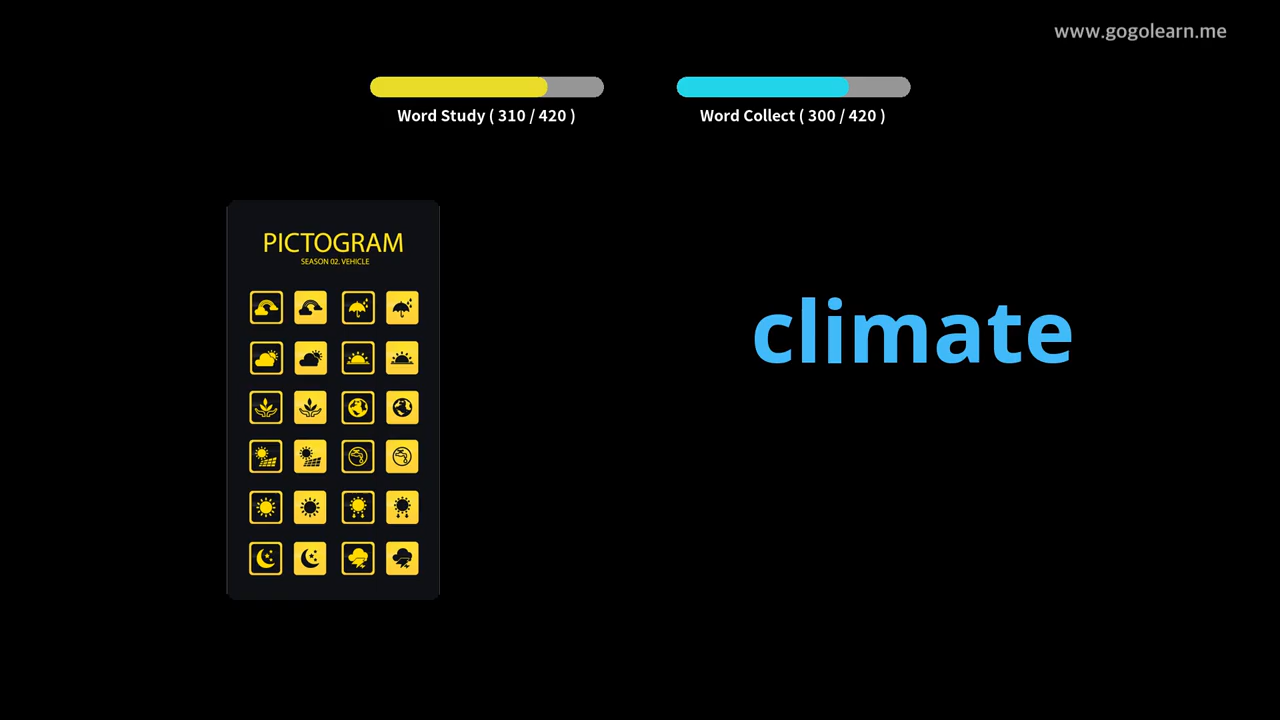 www.gogolearn.me
Word Study ( 310 / 420 )
Word Collect ( 300 / 420 )
PICTOGRAM
SEASON 02. VEHICLE
climate